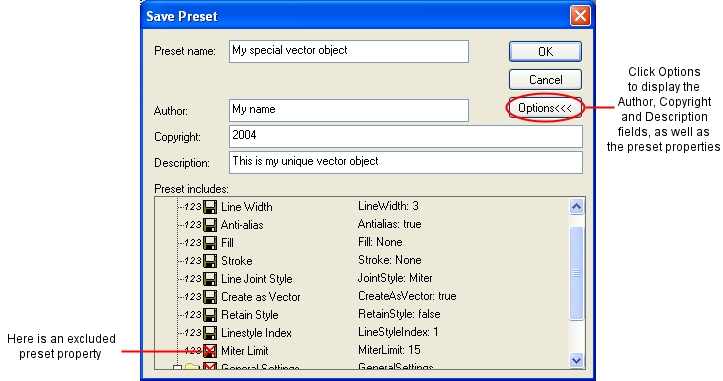 Save Preset
Preset name: My special vector object
OK
Cancel
Options<<<
Click Options
to display the
Author, Copyright
and Description
fields, as well as
the preset properties
Author: My name
Copyright: 2004
Description: This is my unique vector object
Preset includes:
123 Line Width LineWidth: 3
123 Anti-alias Antialias: true
123 Fill Fill: None
123 Stroke Stroke: None
123 Line Joint Style JointStyle: Miter
123 Create as Vector CreateAsVector: true
123 Retain Style RetainStyle: false
123 Linestyle Index LineStyleIndex: 1
123 Miter Limit MiterLimit: 15
General Settings GeneralSettings
Here is an excluded
preset property